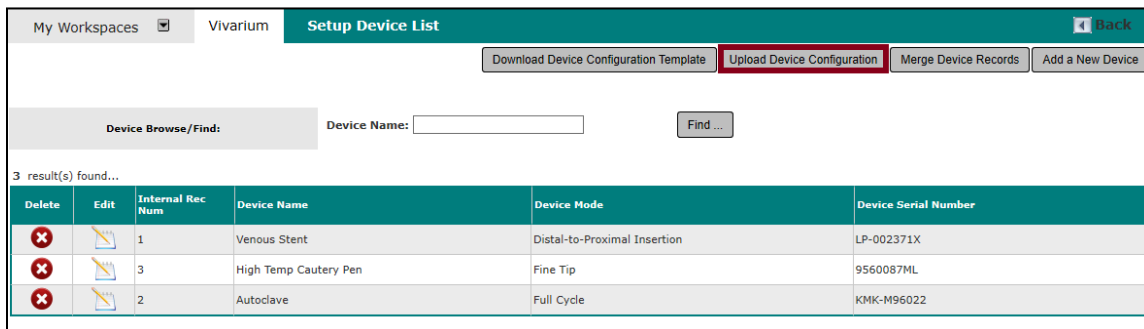 My Workspaces Vivarium Setup Device List Back
Download Device Configuration Template Upload Device Configuration Merge Device Records Add a New Device
Device Browse/Find: Device Name: Find ...
3 result(s) found...
Delete Edit Internal Rec Num Device Name Device Mode Device Serial Number
1 Venous Stent Distal-to-Proximal Insertion LP-002371X
3 High Temp Cautery Pen Fine Tip 9560087ML
2 Autoclave Full Cycle KMK-M96022